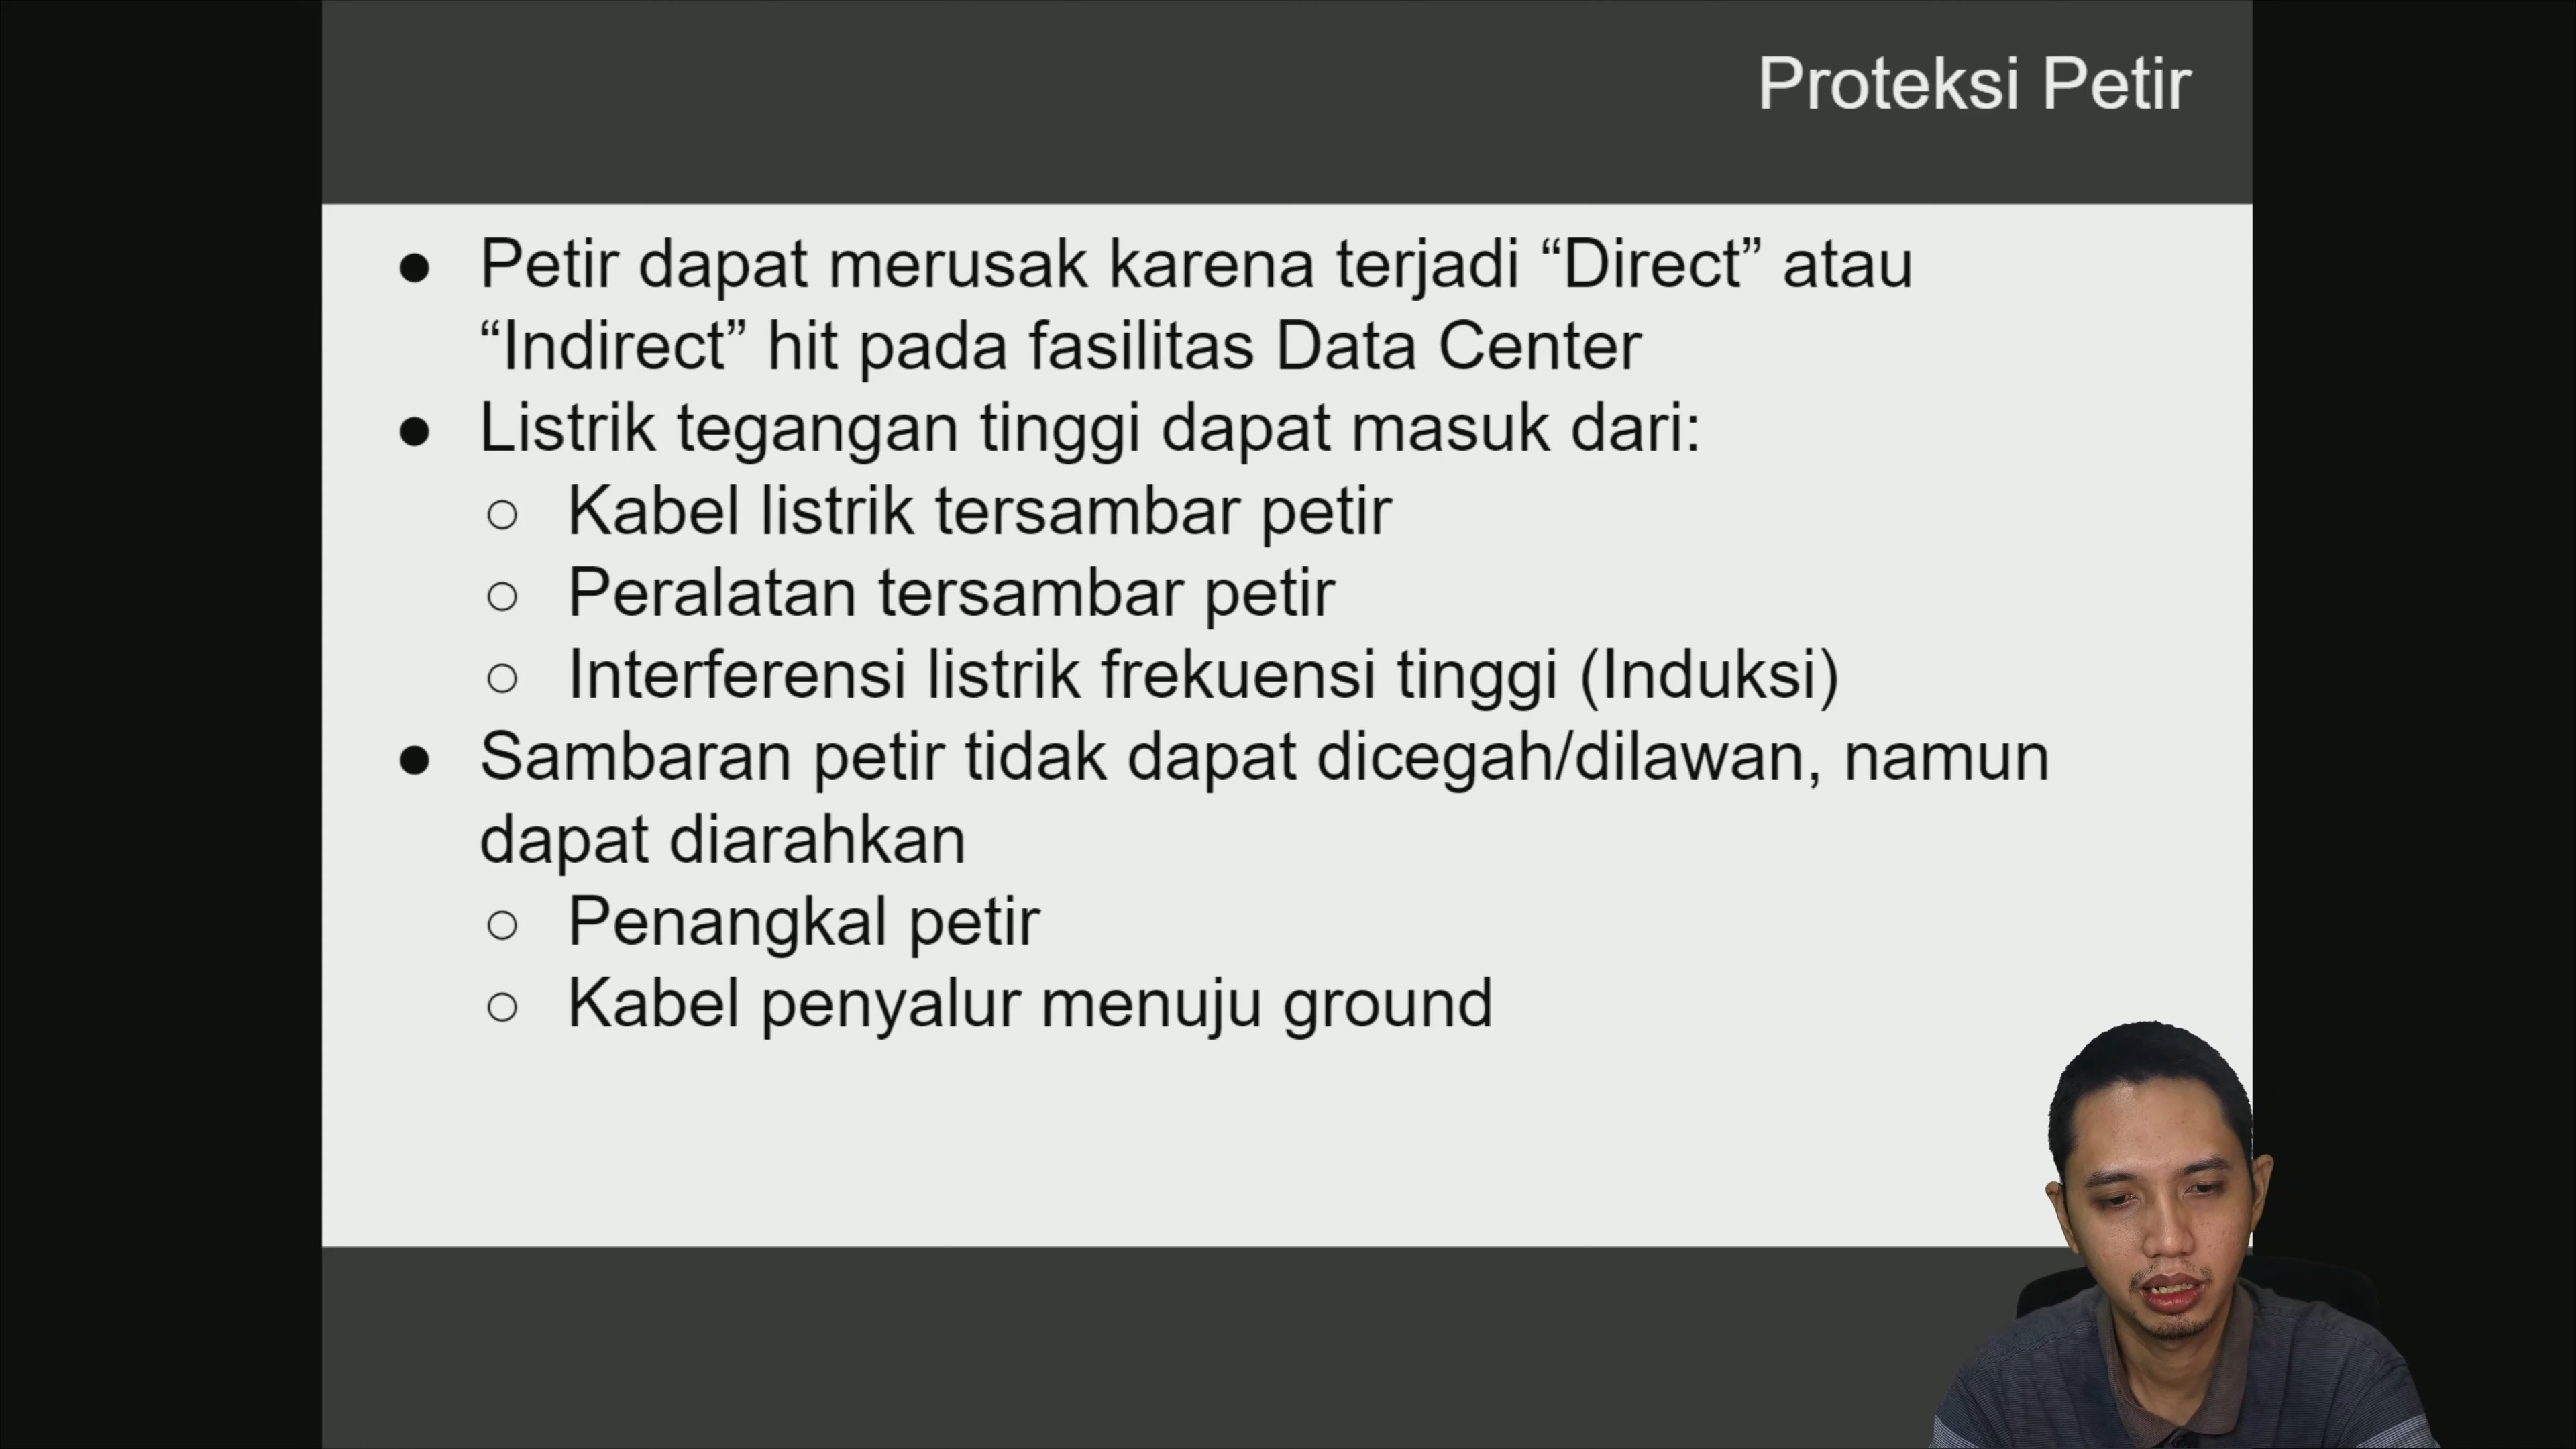 Proteksi Petir
● Petir dapat merusak karena terjadi “Direct” atau
“Indirect” hit pada fasilitas Data Center
● Listrik tegangan tinggi dapat masuk dari:
○ Kabel listrik tersambar petir
○ Peralatan tersambar petir
○ Interferensi listrik frekuensi tinggi (Induksi)
● Sambaran petir tidak dapat dicegah/dilawan, namun
dapat diarahkan
○ Penangkal petir
○ Kabel penyalur menuju ground